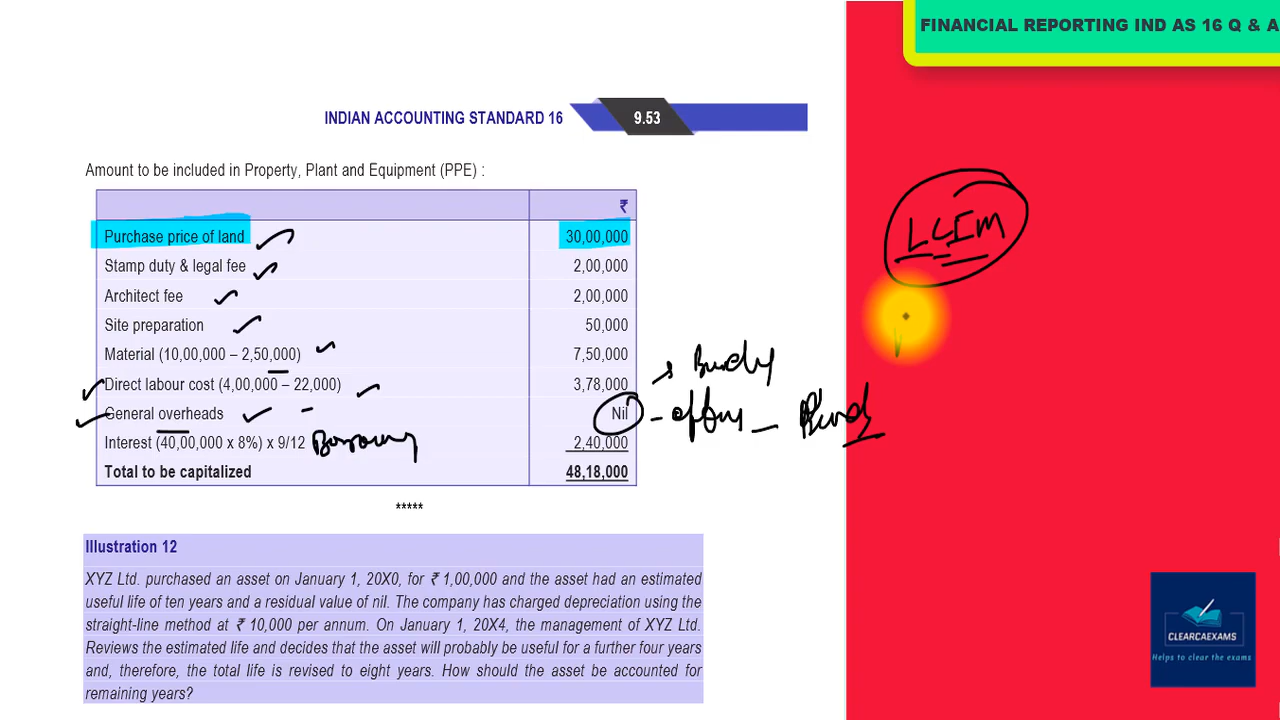 FINANCIAL REPORTING IND AS 16 Q & A
INDIAN ACCOUNTING STANDARD 16 9.53
Amount to be included in Property, Plant and Equipment (PPE) :
₹
Purchase price of land 30,00,000
Stamp duty & legal fee 2,00,000
Architect fee 2,00,000
Site preparation 50,000
Material (10,00,000 – 2,50,000) 7,50,000
Direct labour cost (4,00,000 – 22,000) 3,78,000
General overheads Nil
Interest (40,00,000 x 8%) x 9/12 2,40,000
Total to be capitalized 48,18,000
*****
Illustration 12
XYZ Ltd. purchased an asset on January 1, 20X0, for ₹ 1,00,000 and the asset had an estimated
useful life of ten years and a residual value of nil. The company has charged depreciation using the
straight-line method at ₹ 10,000 per annum. On January 1, 20X4, the management of XYZ Ltd.
Reviews the estimated life and decides that the asset will probably be useful for a further four years
and, therefore, the total life is revised to eight years. How should the asset be accounted for
remaining years?
CLEARCAEXAMS
Helps to clear the exams